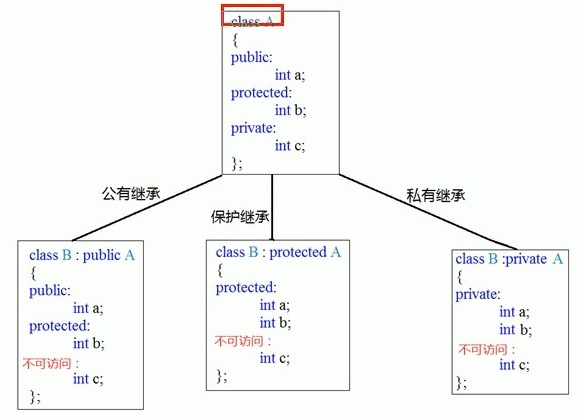 class A
{
public:
int a;
protected:
int b;
private:
int c;
};
公有继承
保护继承
私有继承
class B : public A
{
public:
int a;
protected:
int b;
不可访问：
int c;
};
class B : protected A
{
protected:
int a;
int b;
不可访问：
int c;
};
class B :private A
{
private:
int a;
int b;
不可访问：
int c;
};